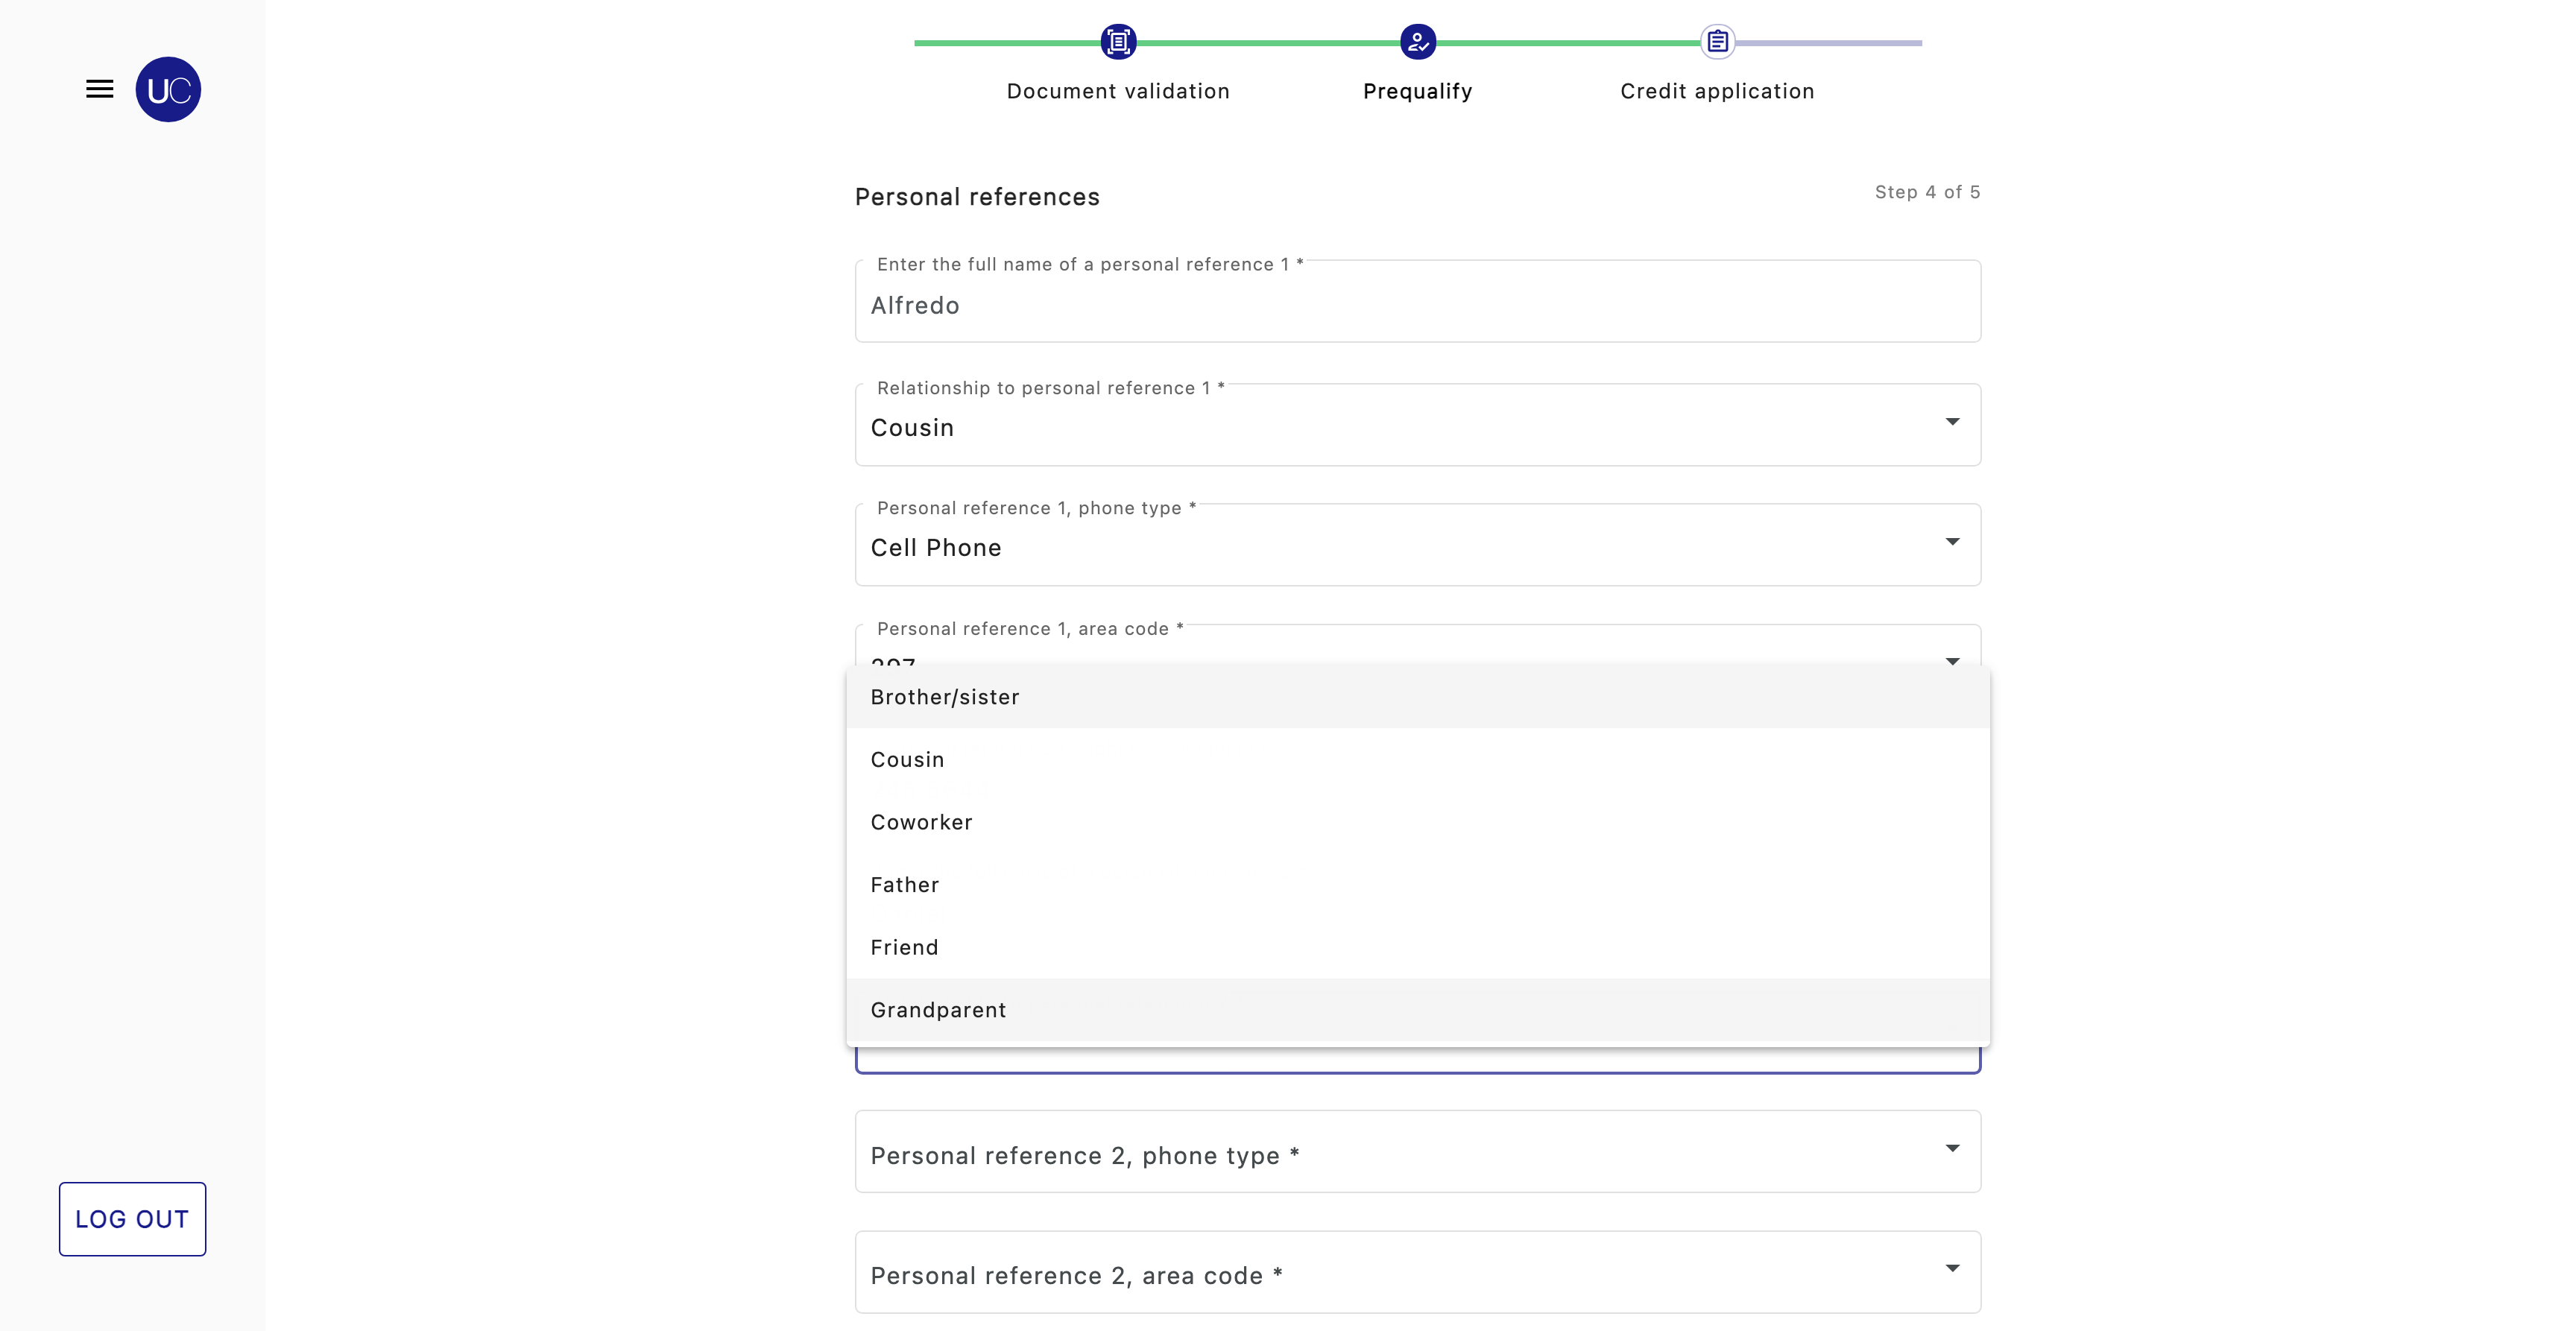 UC
Document validation
Prequalify
Credit application
Personal references
Step 4 of 5
Enter the full name of a personal reference 1 *
Alfredo
Relationship to personal reference 1 *
Cousin
Personal reference 1, phone type *
Cell Phone
Personal reference 1, area code *
Brother/sister
Cousin
Coworker
Father
Friend
Grandparent
Personal reference 2, phone type *
Personal reference 2, area code *
LOG OUT